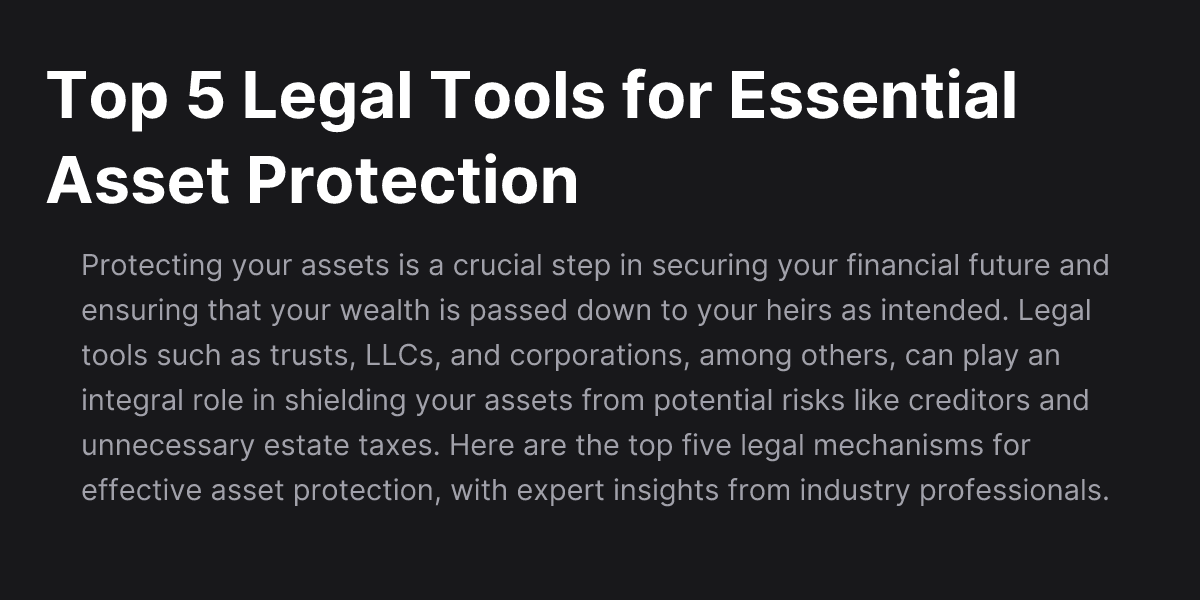 Top 5 Legal Tools for Essential
Asset Protection
Protecting your assets is a crucial step in securing your financial future and
ensuring that your wealth is passed down to your heirs as intended. Legal
tools such as trusts, LLCs, and corporations, among others, can play an
integral role in shielding your assets from potential risks like creditors and
unnecessary estate taxes. Here are the top five legal mechanisms for
effective asset protection, with expert insights from industry professionals.